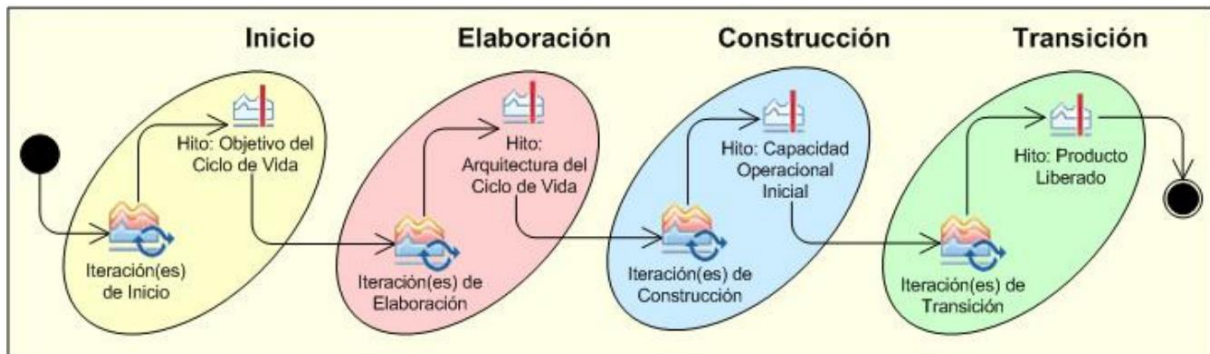 Inicio
Elaboración
Construcción
Transición
Hito: Objetivo del
Ciclo de Vida
Iteración(es)
de Inicio
Hito:
Arquitectura del
Ciclo de Vida
Iteración(es) de
Elaboración
Hito: Capacidad
Operacional
Inicial
Iteración(es) de
Construcción
Hito: Producto
Liberado
Iteración(es) de
Transición